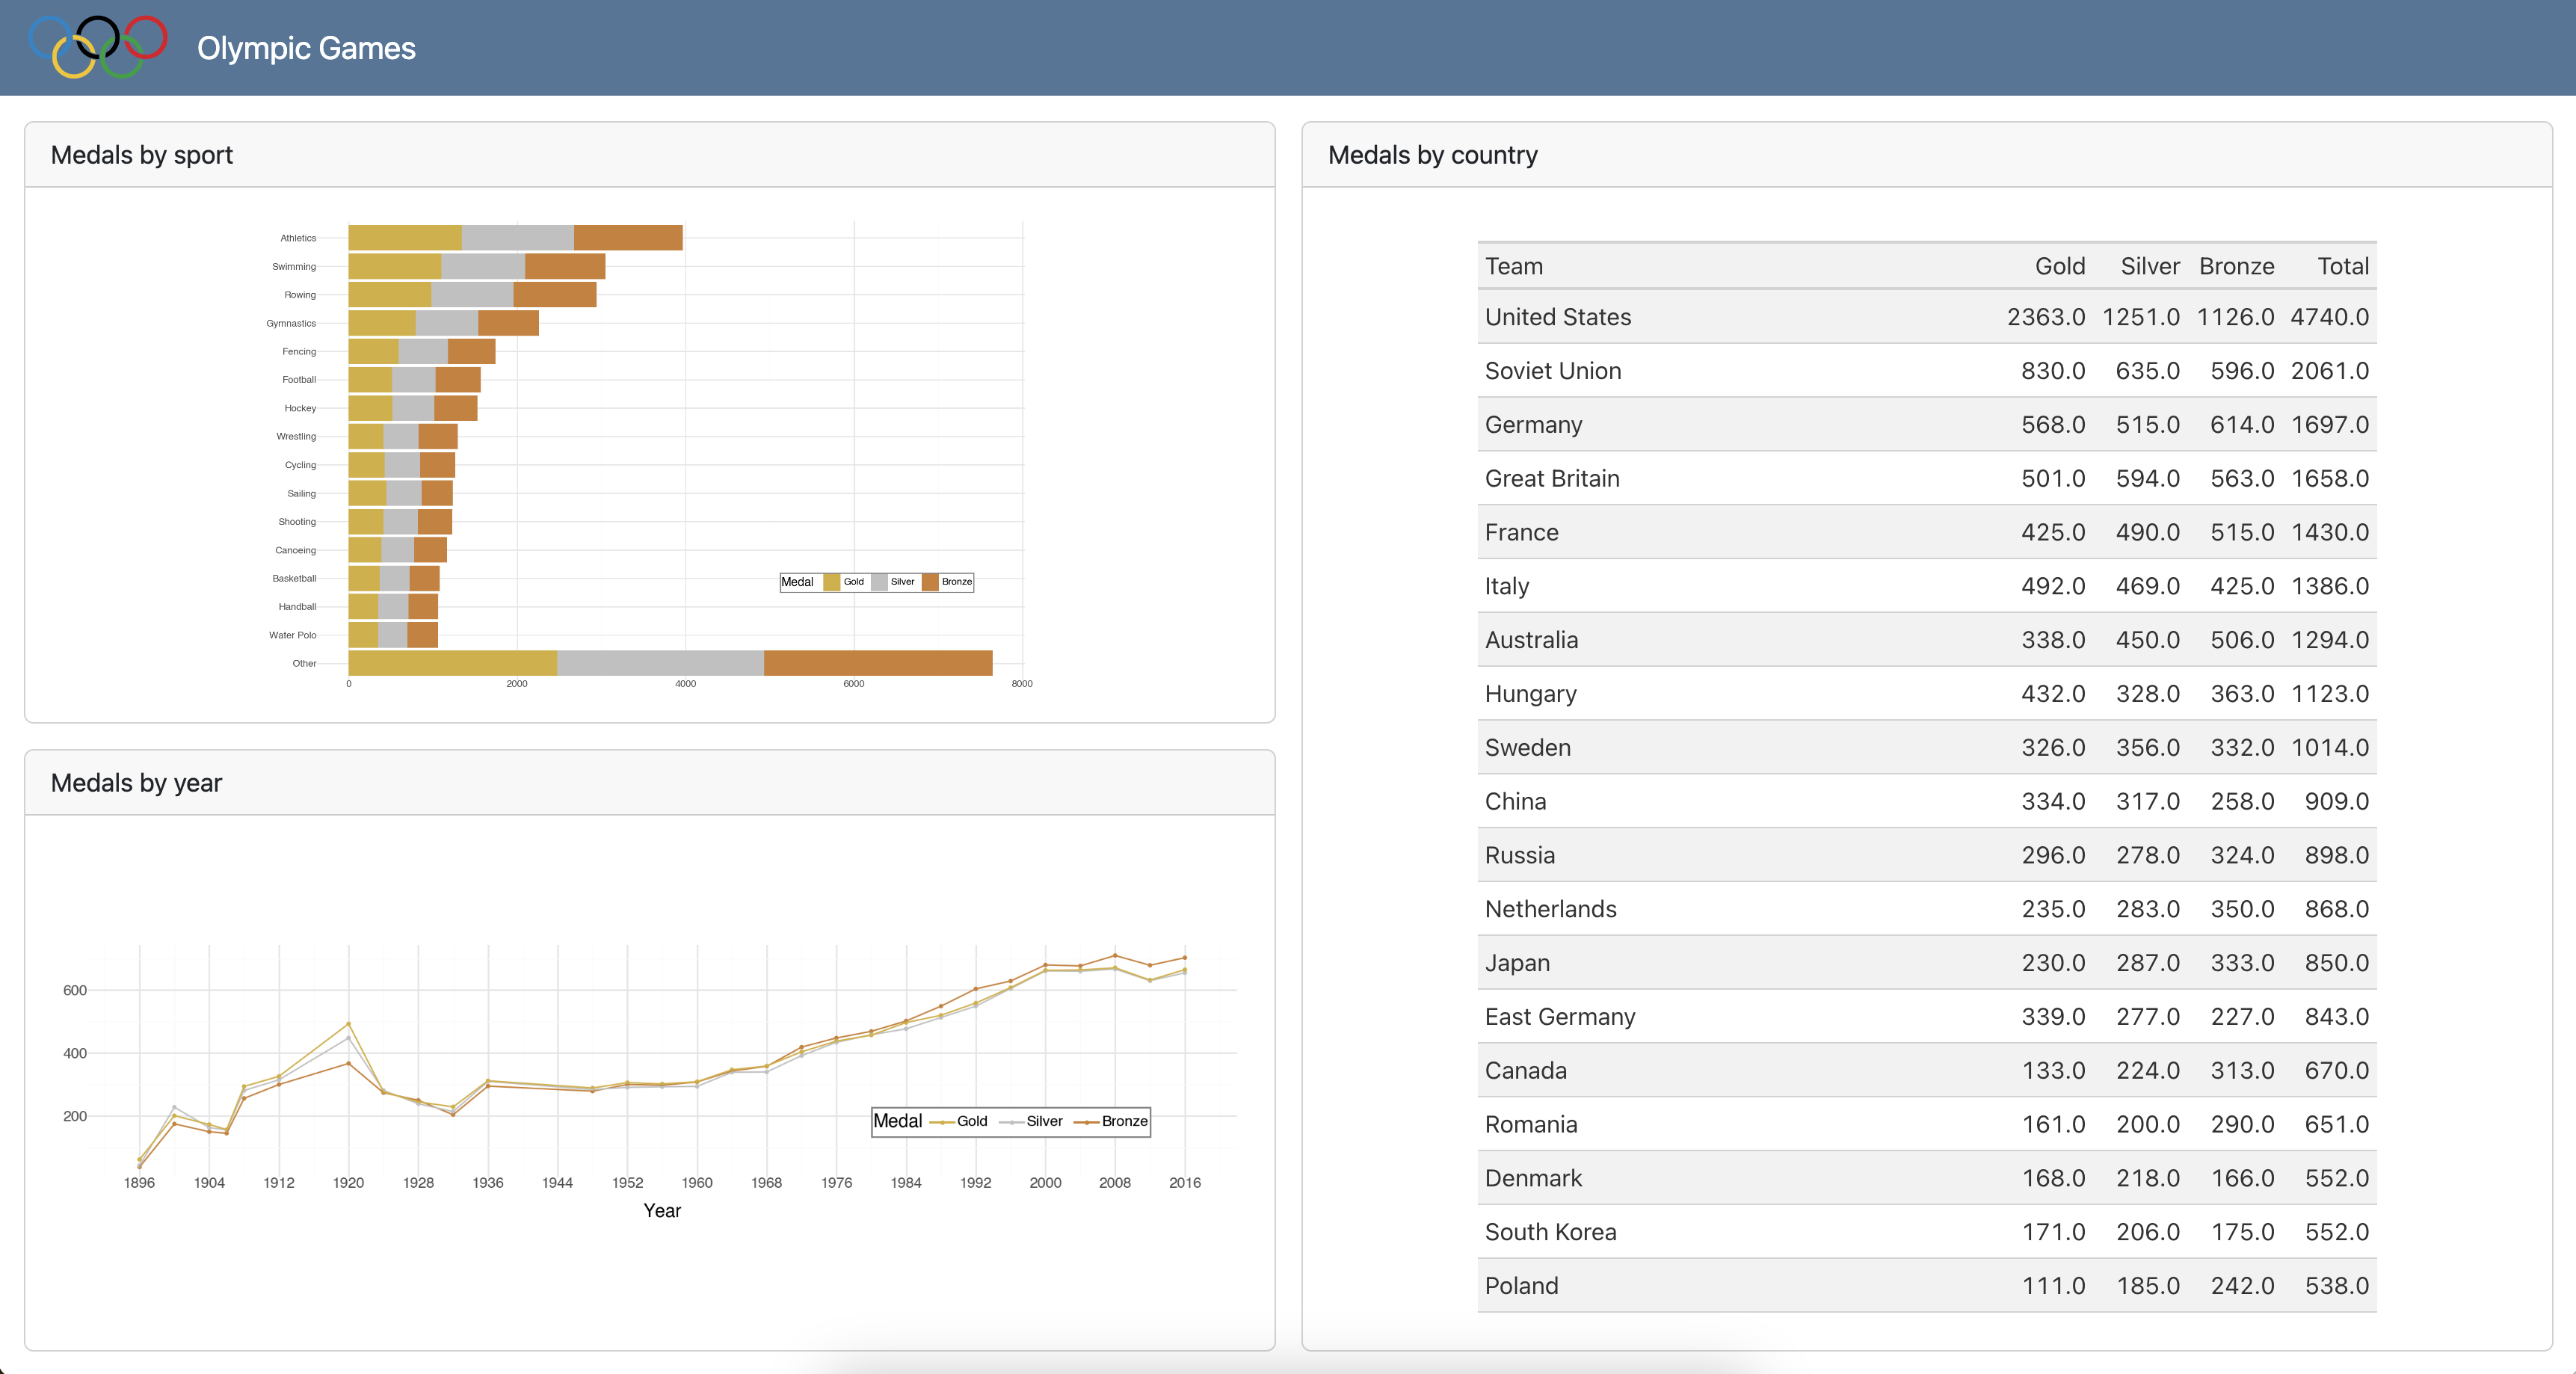 Olympic Games
Medals by sport
Athletics
Swimming
Rowing
Gymnastics
Fencing
Football
Hockey
Wrestling
Cycling
Sailing
Shooting
Canoeing
Basketball
Handball
Water Polo
Other
Medal Gold Silver Bronze
0 2000 4000 6000 8000
Medals by year
600
400
200
Medal Gold Silver Bronze
1896 1904 1912 1920 1928 1936 1944 1952 1960 1968 1976 1984 1992 2000 2008 2016
Year
Medals by country
Team Gold Silver Bronze Total
United States 2363.0 1251.0 1126.0 4740.0
Soviet Union 830.0 635.0 596.0 2061.0
Germany 568.0 515.0 614.0 1697.0
Great Britain 501.0 594.0 563.0 1658.0
France 425.0 490.0 515.0 1430.0
Italy 492.0 469.0 425.0 1386.0
Australia 338.0 450.0 506.0 1294.0
Hungary 432.0 328.0 363.0 1123.0
Sweden 326.0 356.0 332.0 1014.0
China 334.0 317.0 258.0 909.0
Russia 296.0 278.0 324.0 898.0
Netherlands 235.0 283.0 350.0 868.0
Japan 230.0 287.0 333.0 850.0
East Germany 339.0 277.0 227.0 843.0
Canada 133.0 224.0 313.0 670.0
Romania 161.0 200.0 290.0 651.0
Denmark 168.0 218.0 166.0 552.0
South Korea 171.0 206.0 175.0 552.0
Poland 111.0 185.0 242.0 538.0